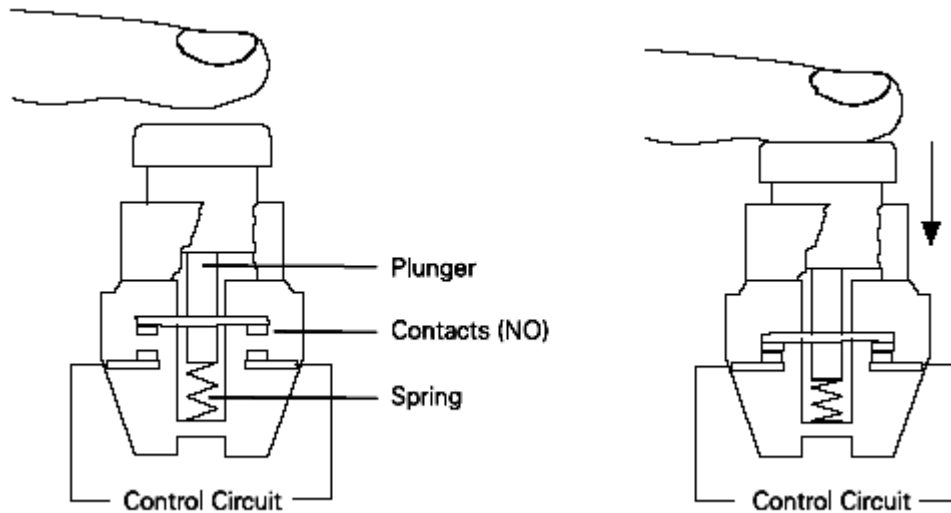 Plunger
Contacts (NO)
Spring
Control Circuit
Control Circuit